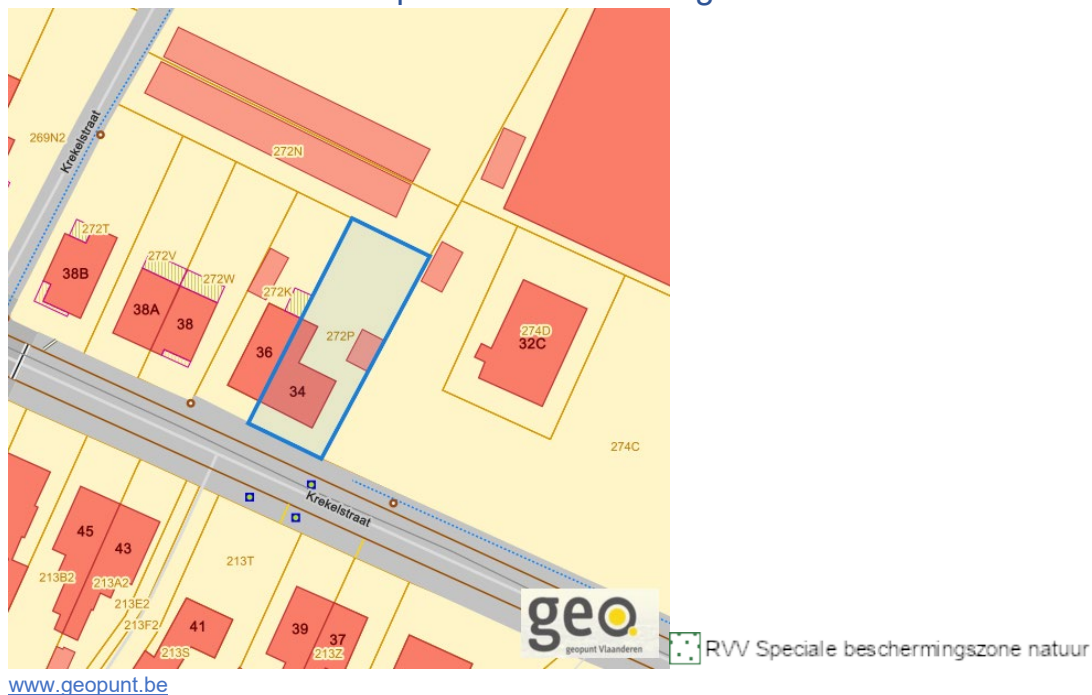 Krekelstraat
269N2
272N
272T
38B
272V
272W
38A
38
272K
36
272P
34
274D
32C
274C
Krekelstraat
45
43
213T
213B2
213A2
213E2
213F2
41
39
37
213S
213Z
geo.
geopunt Vlaanderen
RVV Speciale beschermingszone natuur
www.geopunt.be